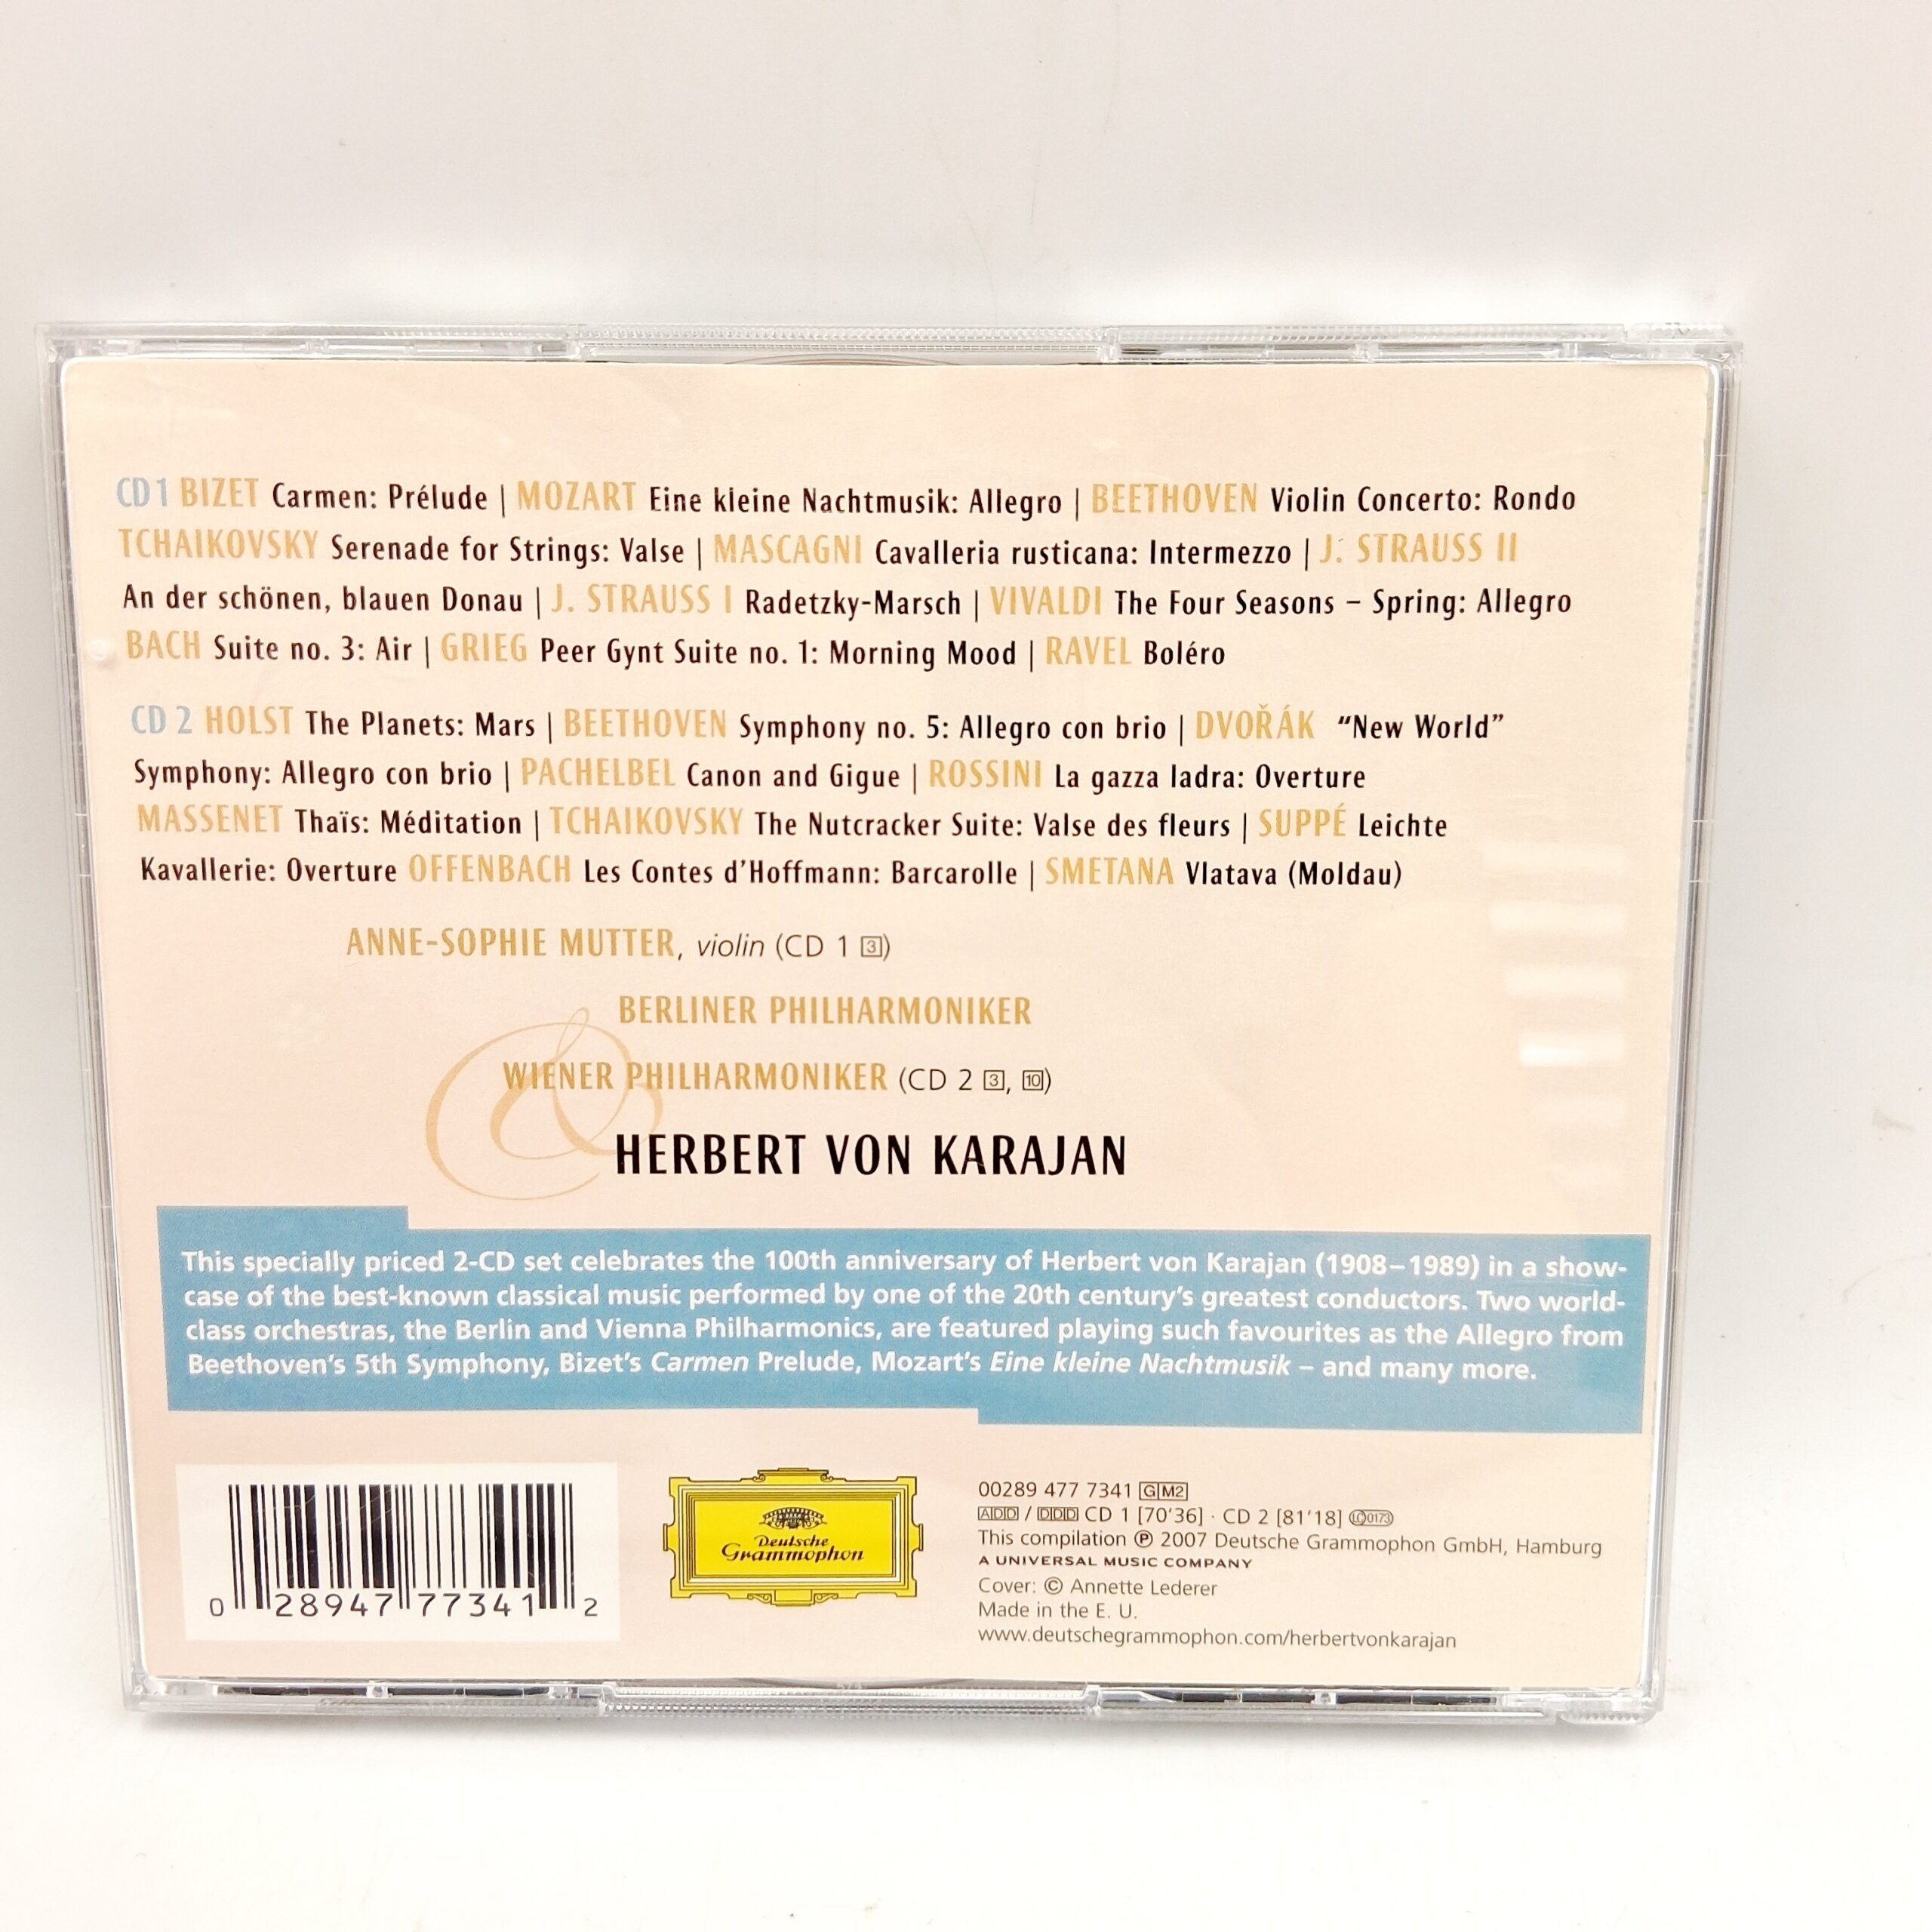 CD 1 BIZET Carmen: Prélude | MOZART Eine kleine Nachtmusik: Allegro | BEETHOVEN Violin Concerto: Rondo
TCHAIKOVSKY Serenade for Strings: Valse | MASCAGNI Cavalleria rusticana: Intermezzo | J. STRAUSS II
An der schönen, blauen Donau | J. STRAUSS I Radetzky-Marsch | VIVALDI The Four Seasons – Spring: Allegro
BACH Suite no. 3: Air | GRIEG Peer Gynt Suite no. 1: Morning Mood | RAVEL Boléro
CD 2 HOLST The Planets: Mars | BEETHOVEN Symphony no. 5: Allegro con brio | DVOŘÁK “New World”
Symphony: Allegro con brio | PACHELBEL Canon and Gigue | ROSSINI La gazza ladra: Overture
MASSENET Thaïs: Méditation | TCHAIKOVSKY The Nutcracker Suite: Valse des fleurs | SUPPÉ Leichte
Kavallerie: Overture OFFENBACH Les Contes d’Hoffmann: Barcarolle | SMETANA Vlatava (Moldau)
ANNE-SOPHIE MUTTER, violin (CD 1 3)
BERLINER PHILHARMONIKER
&
WIENER PHILHARMONIKER (CD 2 3, 10)
HERBERT VON KARAJAN
This specially priced 2-CD set celebrates the 100th anniversary of Herbert von Karajan (1908–1989) in a show-
case of the best-known classical music performed by one of the 20th century’s greatest conductors. Two world-
class orchestras, the Berlin and Vienna Philharmonics, are featured playing such favourites as the Allegro from
Beethoven’s 5th Symphony, Bizet’s Carmen Prelude, Mozart’s Eine kleine Nachtmusik – and many more.
0 28947 77341 2
Deutsche
Grammophon
00289 477 7341 G M2
ADD / DDD CD 1 [70'36] · CD 2 [81'18] LC 0173
This compilation ℗ 2007 Deutsche Grammophon GmbH, Hamburg
A UNIVERSAL MUSIC COMPANY
Cover: © Annette Lederer
Made in the E. U.
www.deutschegrammophon.com/herbertvonkarajan